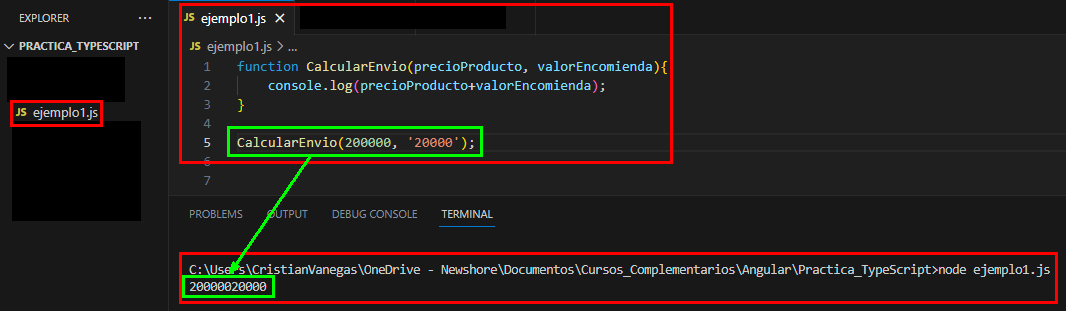 EXPLORER ...
PRACTICA_TYPESCRIPT
JS ejemplo1.js
JS ejemplo1.js ×
JS ejemplo1.js > ...
1 function CalcularEnvio(precioProducto, valorEncomienda){
2 console.log(precioProducto+valorEncomienda);
3 }
4
5 CalcularEnvio(200000, '20000');
6
7
PROBLEMS OUTPUT DEBUG CONSOLE TERMINAL
C:\Users\CristianVanegas\OneDrive - Newshore\Documentos\Cursos_Complementarios\Angular\Practica_TypeScript>node ejemplo1.js
20000020000